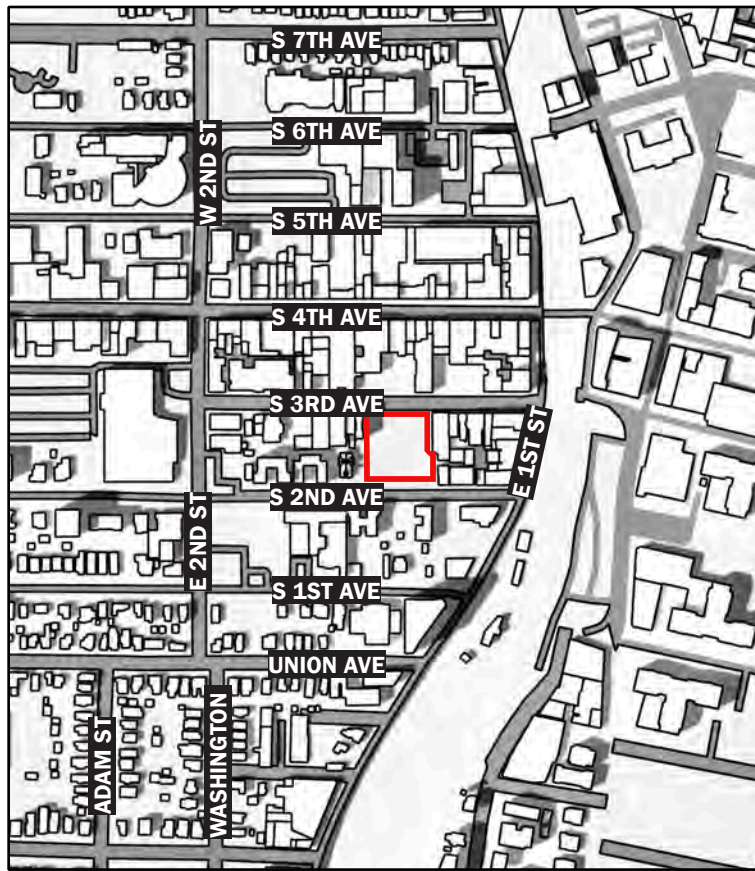 S 7TH AVE
S 6TH AVE
W 2ND ST
S 5TH AVE
S 4TH AVE
S 3RD AVE
E 1ST ST
S 2ND AVE
E 2ND ST
S 1ST AVE
UNION AVE
ADAM ST
WASHINGTON